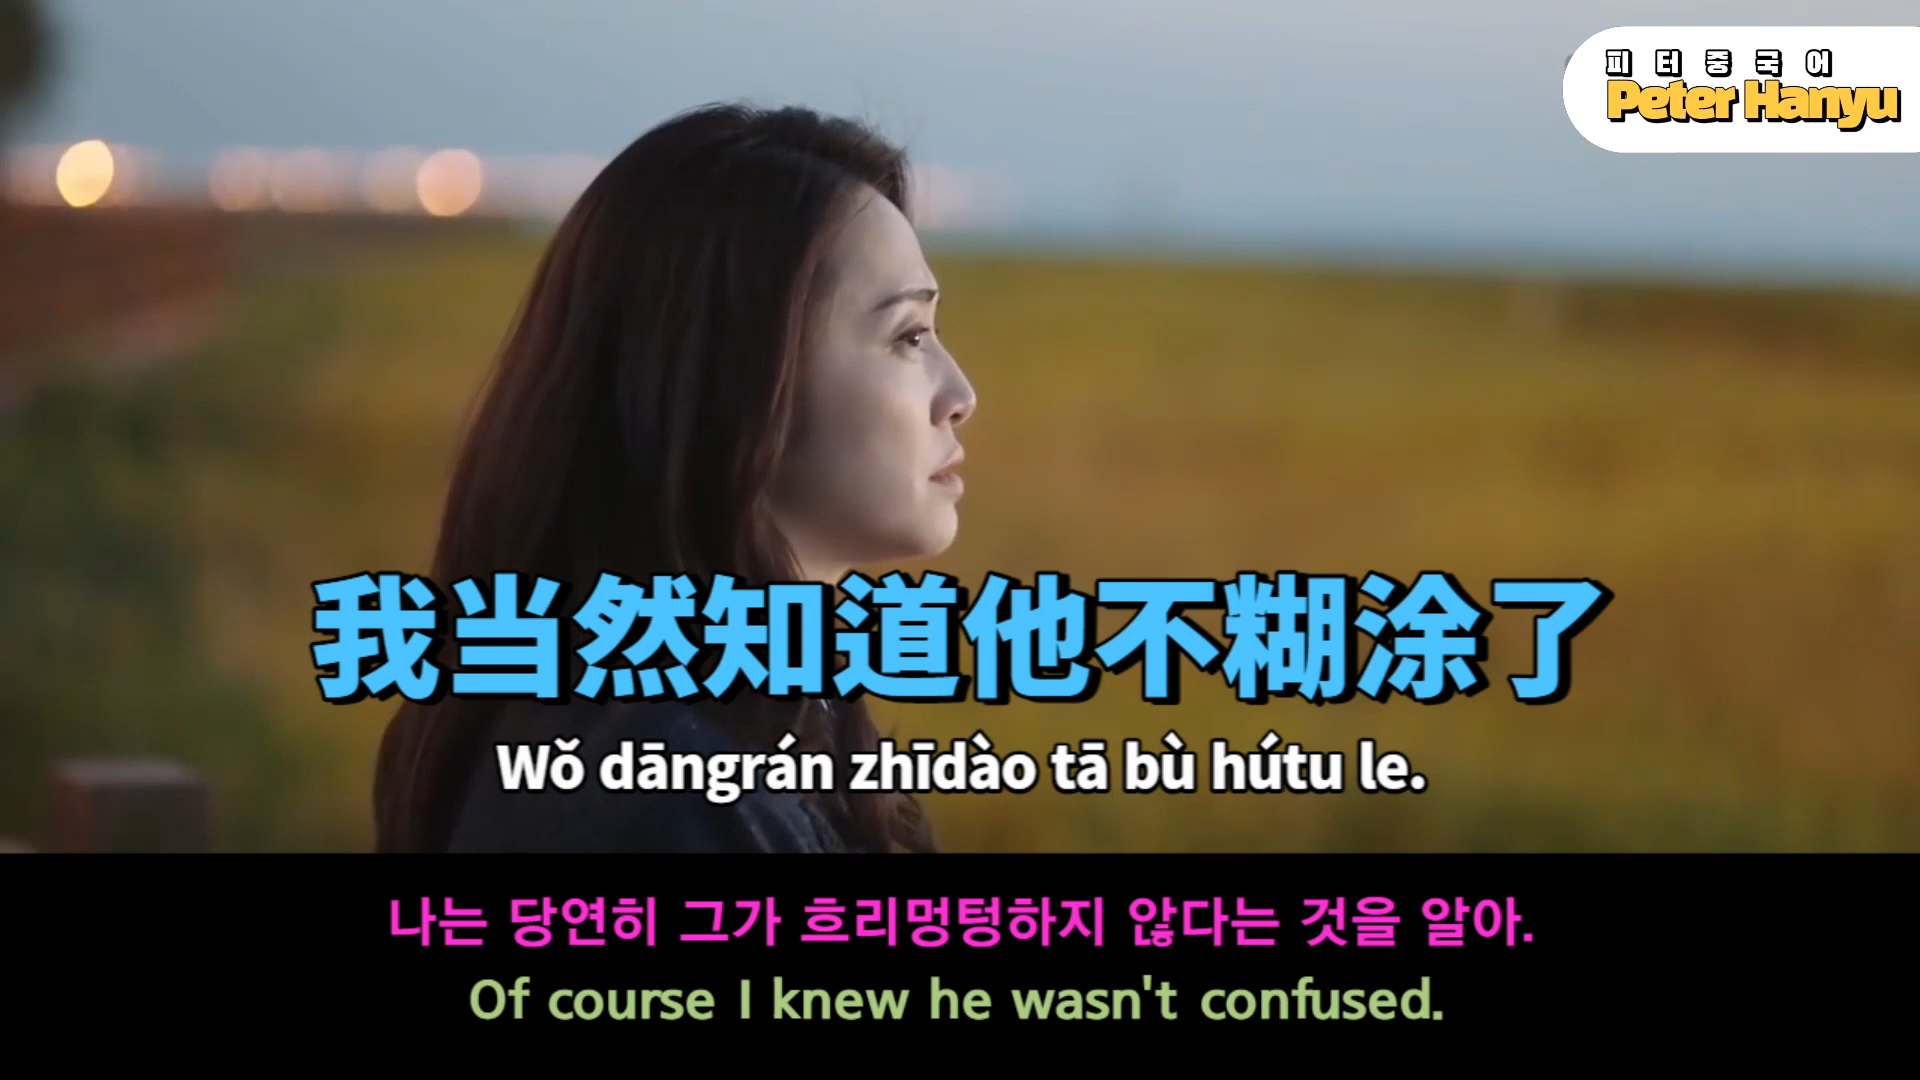 피터중국어
Peter Hanyu
我当然知道他不糊涂了
Wǒ dāngrán zhīdào tā bù hútu le.
나는 당연히 그가 흐리멍텅하지 않다는 것을 알아.
Of course I knew he wasn't confused.